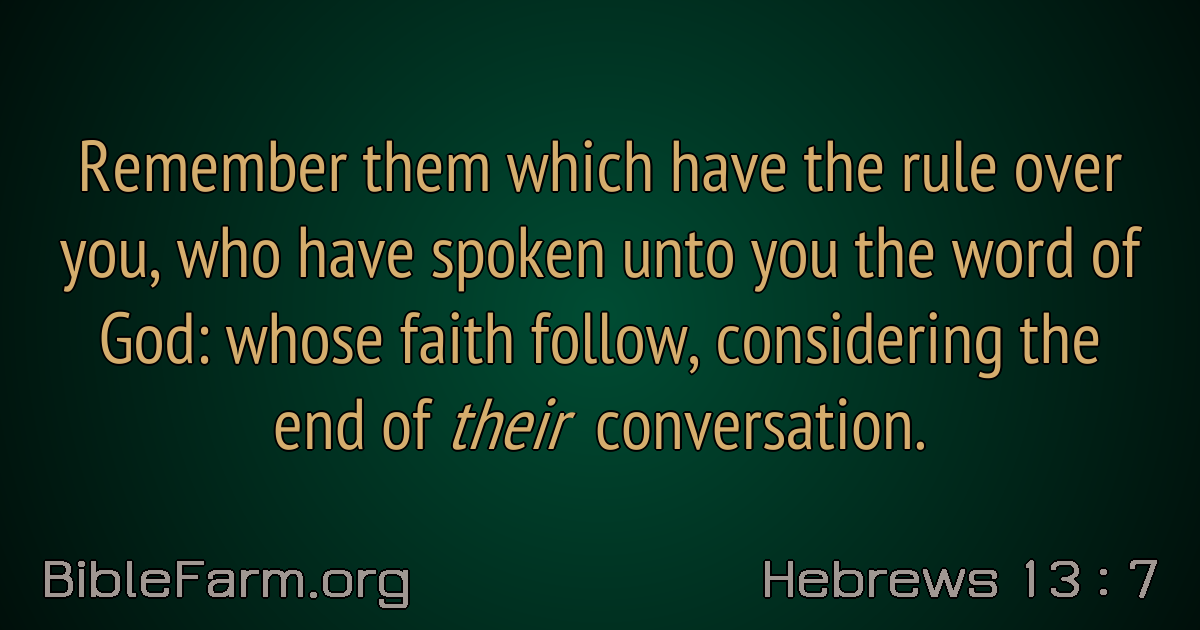 Remember them which have the rule over
you, who have spoken unto you the word of
God: whose faith follow, considering the
end of their conversation.
BibleFarm.org
Hebrews 13 : 7